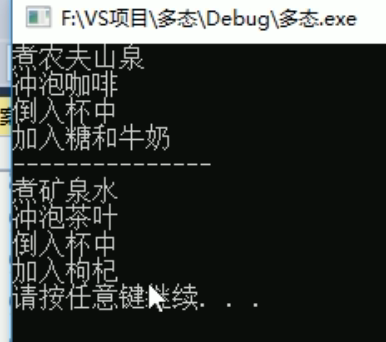 F:\VS项目\多态\Debug\多态.exe
煮农夫山泉
冲泡咖啡
倒入杯中
加入糖和牛奶
---------------
煮矿泉水
冲泡茶叶
倒入杯中
加入枸杞
请按任意键继续. . .